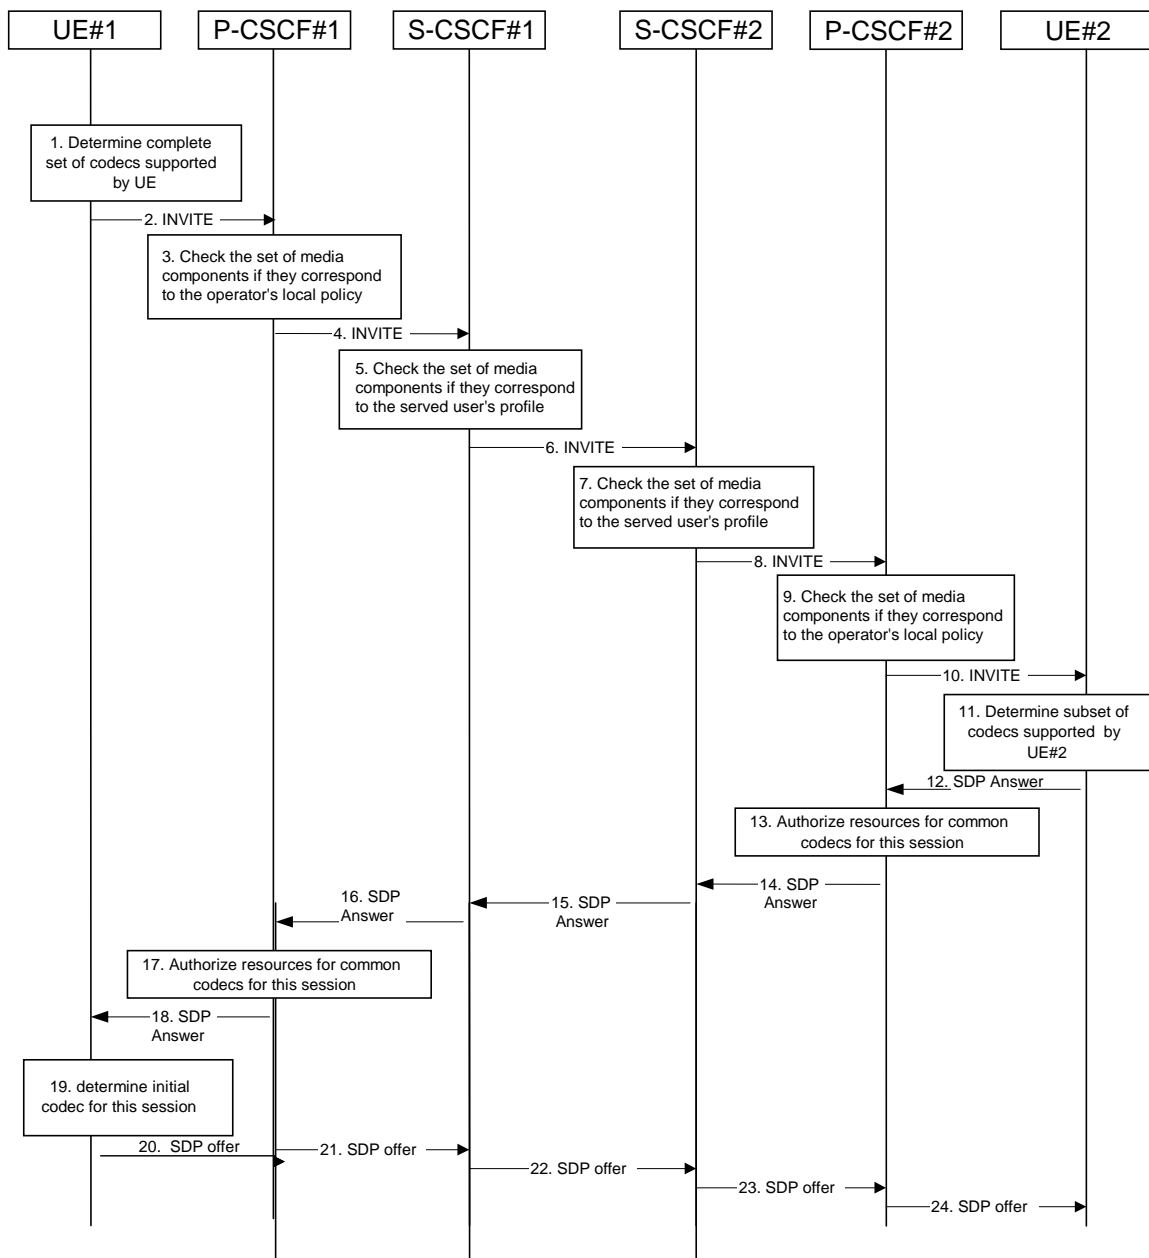 UE#1
P-CSCF#1
S-CSCF#1
S-CSCF#2
P-CSCF#2
UE#2
1. Determine complete
set of codecs supported
by UE
2. INVITE
3. Check the set of media
components if they correspond
to the operator's local policy
4. INVITE
5. Check the set of media
components if they correspond
to the served user's profile
6. INVITE
7. Check the set of media
components if they correspond
to the served user's profile
8. INVITE
9. Check the set of media
components if they correspond
to the operator's local policy
10. INVITE
11. Determine subset of
codecs supported by
UE#2
12. SDP Answer
13. Authorize resources for common
codecs for this session
14. SDP
Answer
15. SDP
Answer
16. SDP
Answer
17. Authorize resources for common
codecs for this session
18. SDP
Answer
19. determine initial
codec for this session
20. SDP offer
21. SDP offer
22. SDP offer
23. SDP offer
24. SDP offer